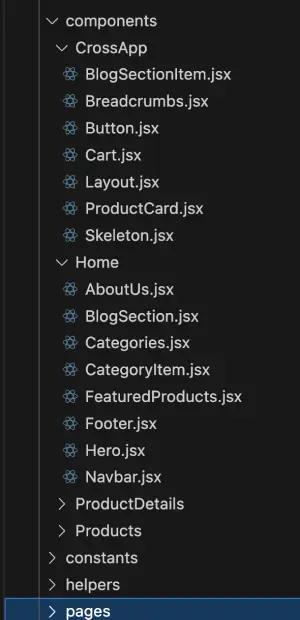 components
CrossApp
BlogSectionItem.jsx
Breadcrumbs.jsx
Button.jsx
Cart.jsx
Layout.jsx
ProductCard.jsx
Skeleton.jsx
Home
AboutUs.jsx
BlogSection.jsx
Categories.jsx
CategoryItem.jsx
FeaturedProducts.jsx
Footer.jsx
Hero.jsx
Navbar.jsx
ProductDetails
Products
constants
helpers
pages